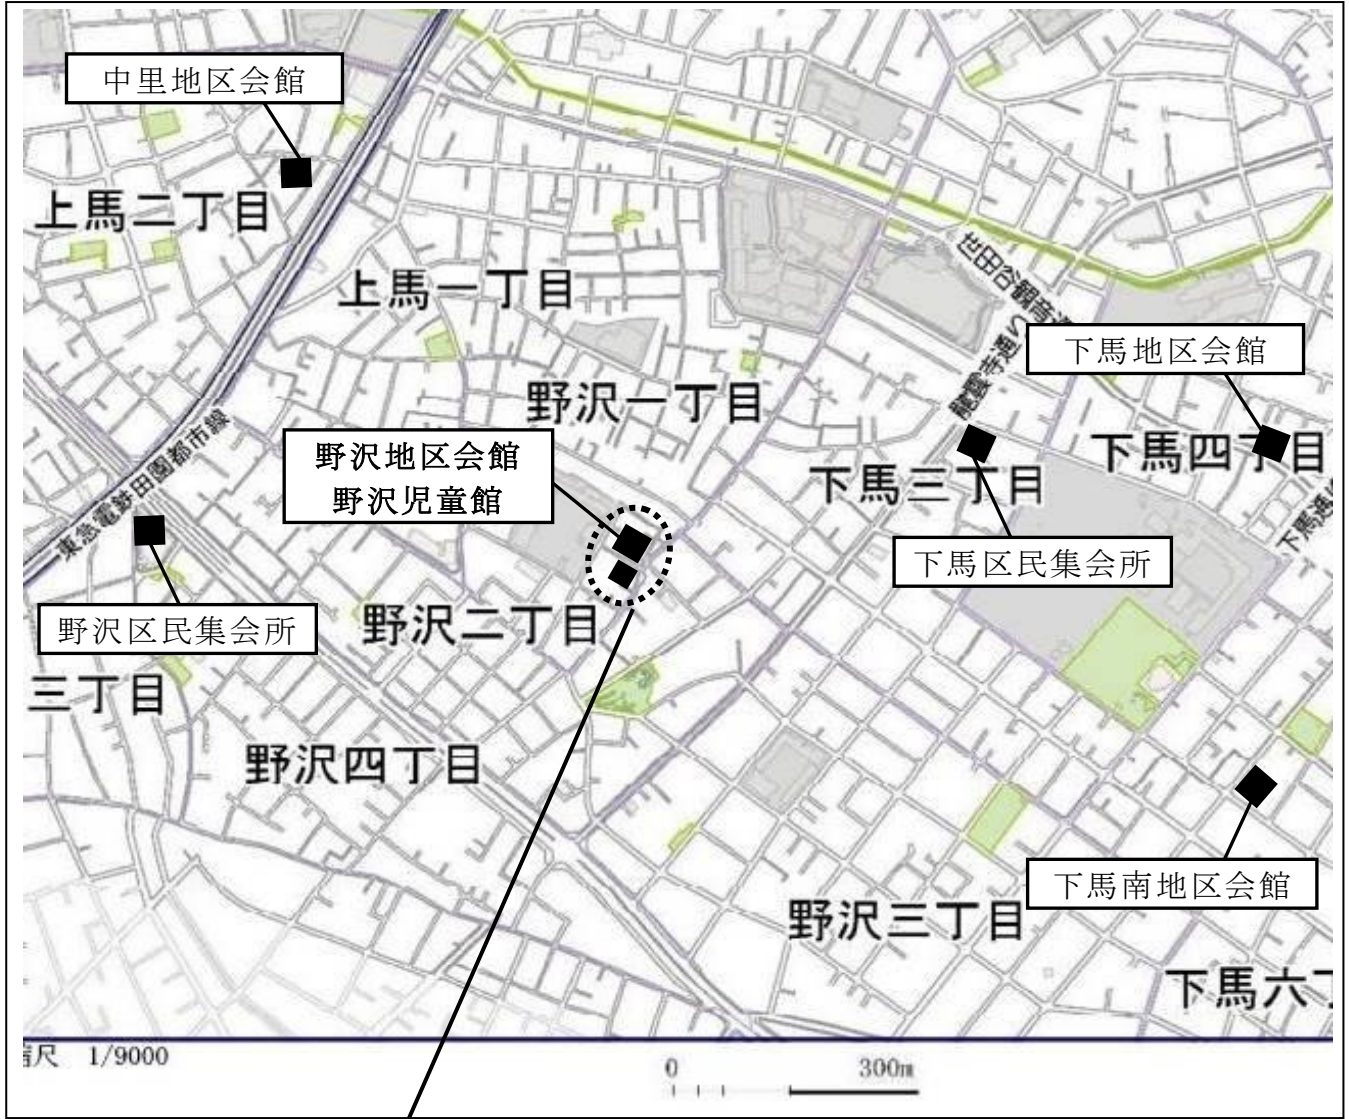 中里地区会館
上馬二丁目
上馬一丁目
世田谷観音
下馬地区会館
野沢一丁目
野沢地区会館
野沢児童館
下馬三丁目
下馬四丁目
東急電鉄田園都市線
下馬区民集会所
野沢区民集会所
野沢二丁目
三丁目
野沢四丁目
下馬南地区会館
野沢三丁目
下馬六丁
尺 1/9000
0 300m